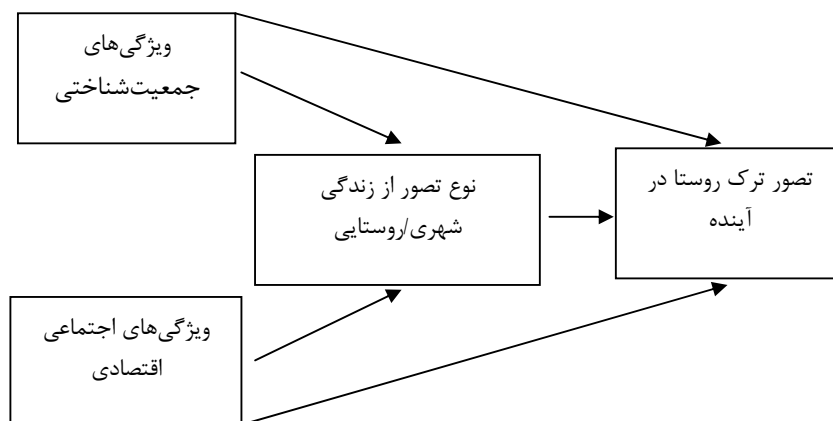 ویژگی‌های
جمعیت‌شناختی
نوع تصور از زندگی
شهری/روستایی
تصور ترک روستا در
آینده
ویژگی‌های اجتماعی
اقتصادی